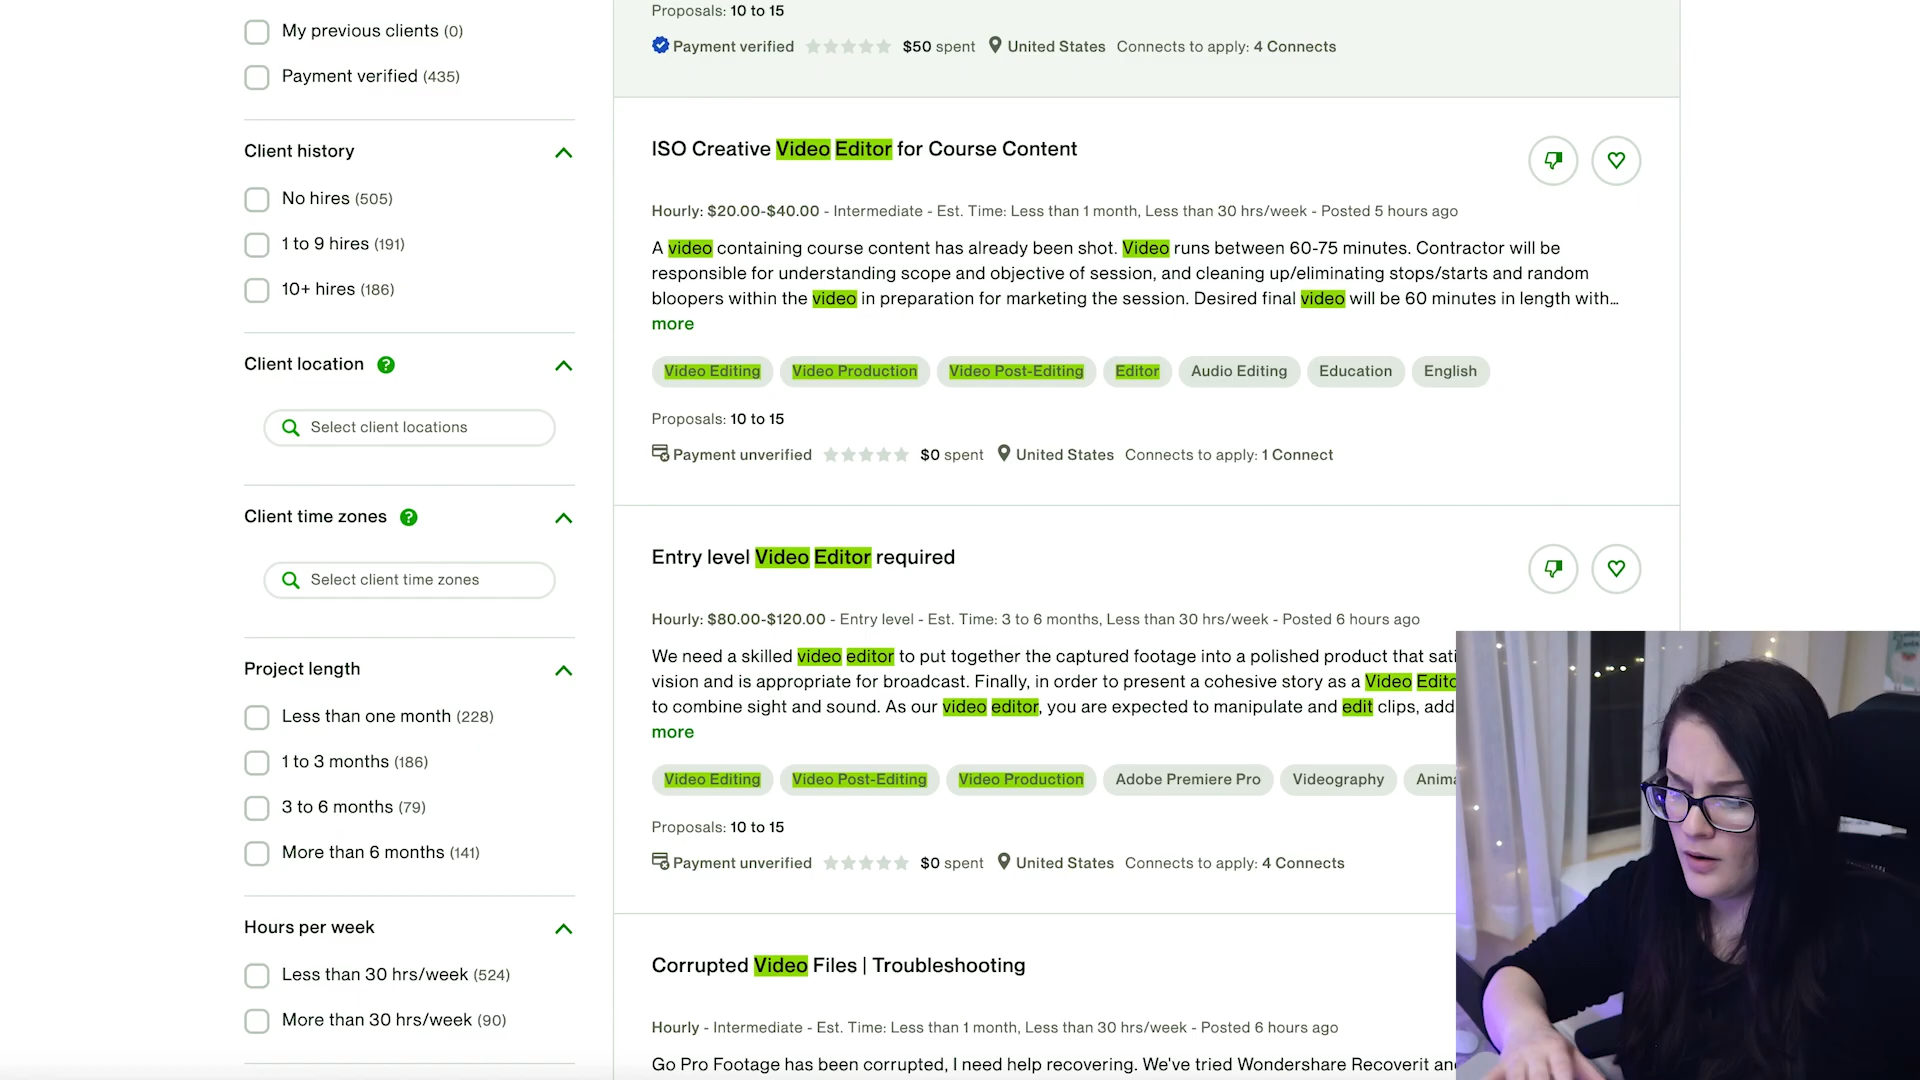 My previous clients (0)
Payment verified (435)
Client history
No hires (505)
1 to 9 hires (191)
10+ hires (186)
Client location ?
Select client locations
Client time zones ?
Select client time zones
Project length
Less than one month (228)
1 to 3 months (186)
3 to 6 months (79)
More than 6 months (141)
Hours per week
Less than 30 hrs/week (524)
More than 30 hrs/week (90)
Proposals: 10 to 15
Payment verified $50 spent United States Connects to apply: 4 Connects
ISO Creative Video Editor for Course Content
Hourly: $20.00-$40.00 - Intermediate - Est. Time: Less than 1 month, Less than 30 hrs/week - Posted 5 hours ago
A video containing course content has already been shot. Video runs between 60-75 minutes. Contractor will be
responsible for understanding scope and objective of session, and cleaning up/eliminating stops/starts and random
bloopers within the video in preparation for marketing the session. Desired final video will be 60 minutes in length with…
more
Video Editing Video Production Video Post-Editing Editor Audio Editing Education English
Proposals: 10 to 15
Payment unverified $0 spent United States Connects to apply: 1 Connect
Entry level Video Editor required
Hourly: $80.00-$120.00 - Entry level - Est. Time: 3 to 6 months, Less than 30 hrs/week - Posted 6 hours ago
We need a skilled video editor to put together the captured footage into a polished product that sati
vision and is appropriate for broadcast. Finally, in order to present a cohesive story as a Video Edito
to combine sight and sound. As our video editor, you are expected to manipulate and edit clips, add
more
Video Editing Video Post-Editing Video Production Adobe Premiere Pro Videography Anima
Proposals: 10 to 15
Payment unverified $0 spent United States Connects to apply: 4 Connects
Corrupted Video Files | Troubleshooting
Hourly - Intermediate - Est. Time: Less than 1 month, Less than 30 hrs/week - Posted 6 hours ago
Go Pro Footage has been corrupted, I need help recovering. We've tried Wondershare Recoverit an